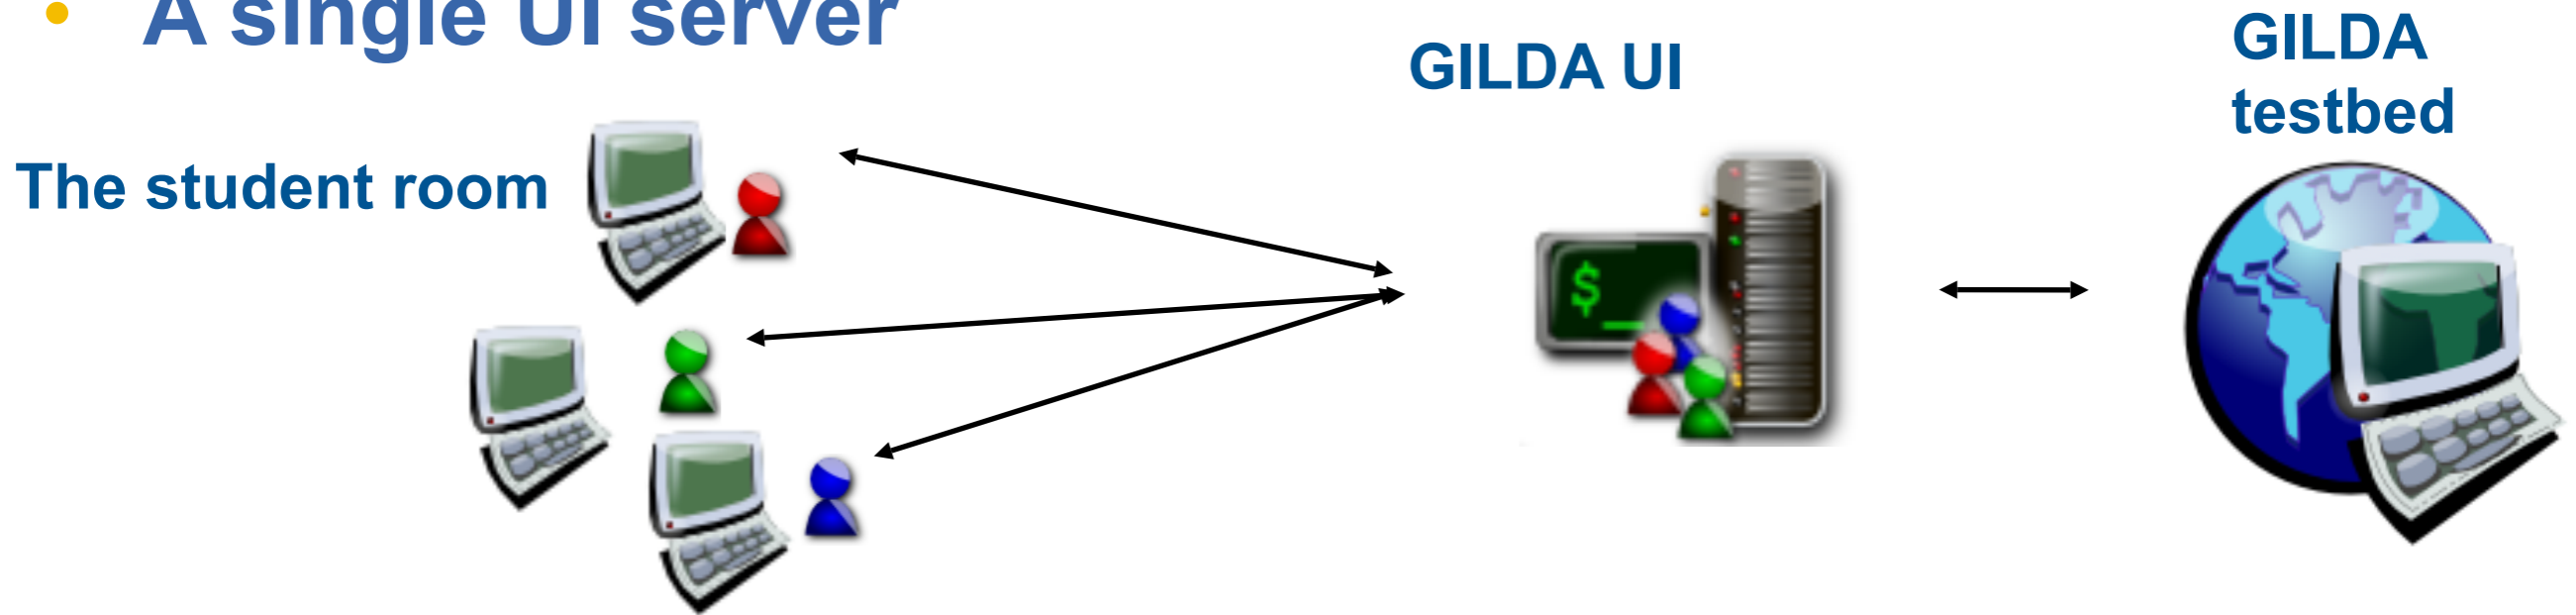 • A single UI server
GILDA UI
GILDA
testbed
The student room
$_